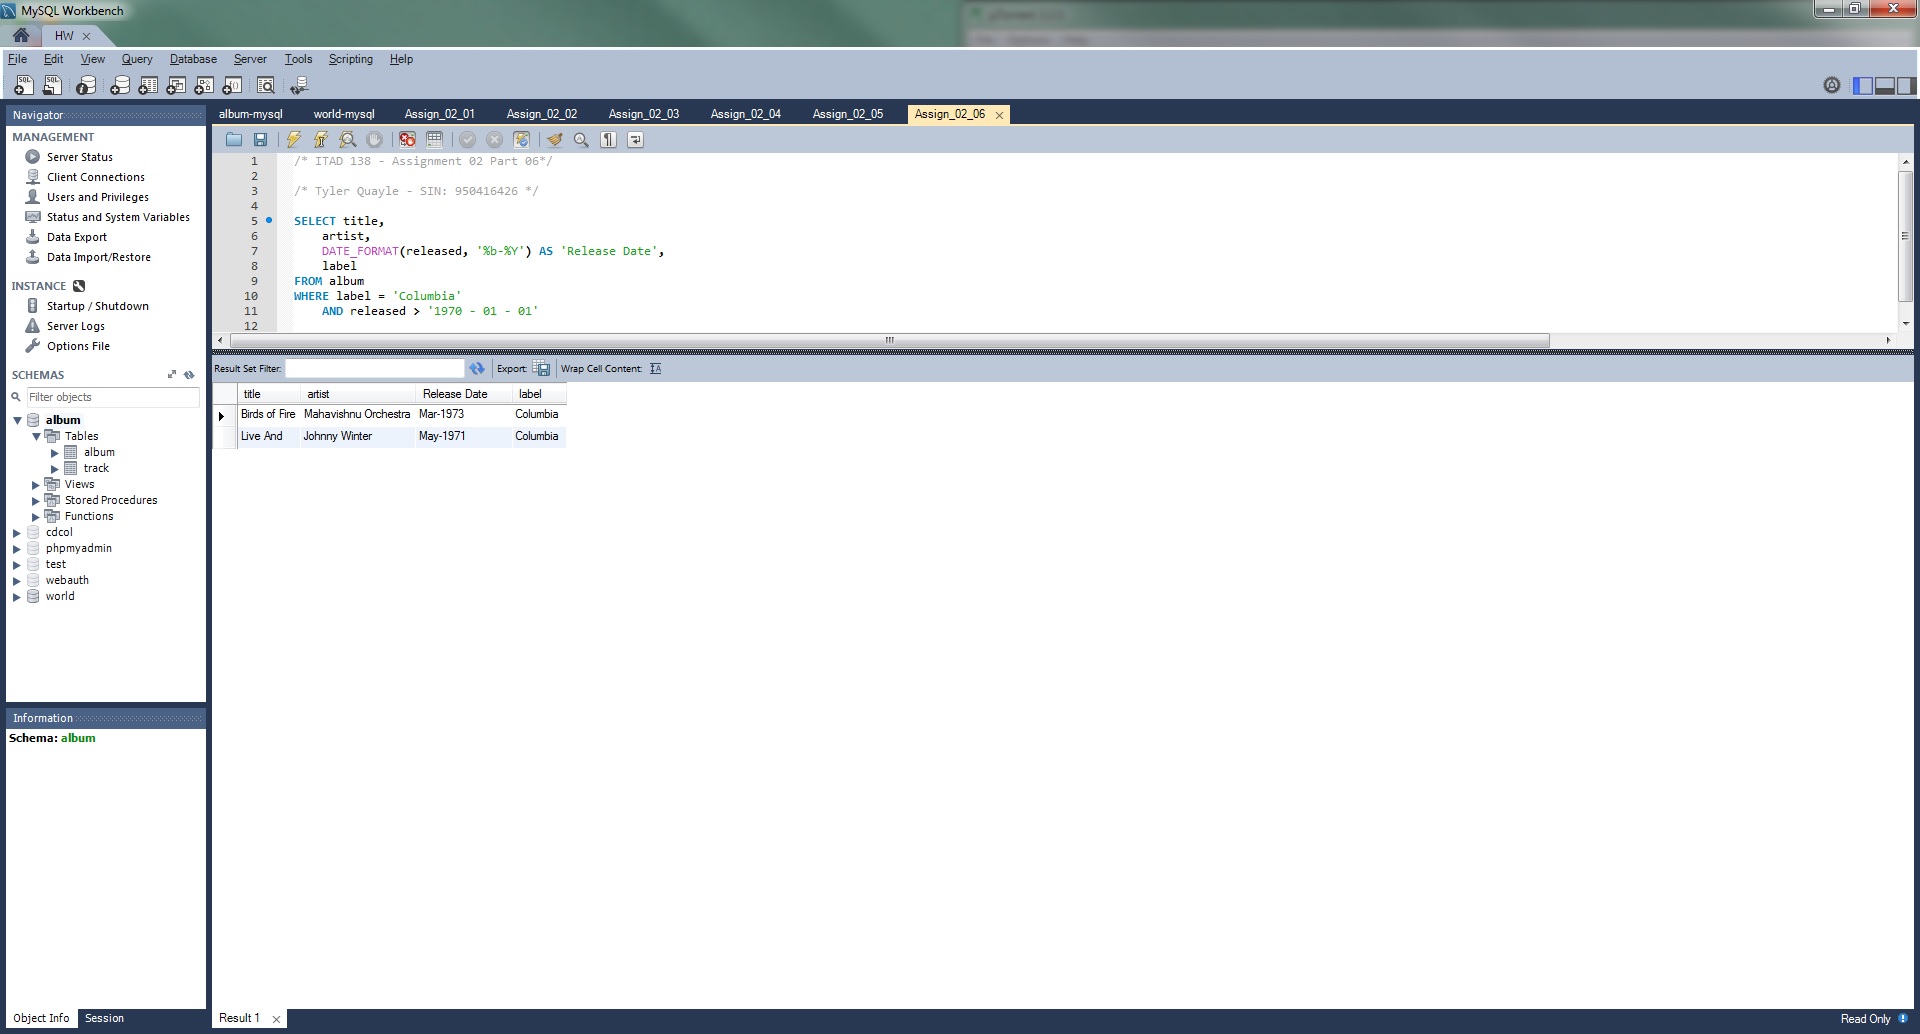 MySQL Workbench
HW
File Edit View Query Database Server Tools Scripting Help
Navigator
MANAGEMENT
Server Status
Client Connections
Users and Privileges
Status and System Variables
Data Export
Data Import/Restore
INSTANCE
Startup / Shutdown
Server Logs
Options File
SCHEMAS
Filter objects
album
Tables
album
track
Views
Stored Procedures
Functions
cdcol
phpmyadmin
test
webauth
world
Information
Schema: album
Object Info Session
album-mysql world-mysql Assign_02_01 Assign_02_02 Assign_02_03 Assign_02_04 Assign_02_05 Assign_02_06
1 /* ITAD 138 - Assignment 02 Part 06*/
2
3 /* Tyler Quayle - SIN: 950416426 */
4
5 SELECT title,
6 artist,
7 DATE_FORMAT(released, '%b-%Y') AS 'Release Date',
8 label
9 FROM album
10 WHERE label = 'Columbia'
11 AND released > '1970 - 01 - 01'
12
Result Set Filter: Export: Wrap Cell Content:
title artist Release Date label
Birds of Fire Mahavishnu Orchestra Mar-1973 Columbia
Live And Johnny Winter May-1971 Columbia
Result 1
Read Only